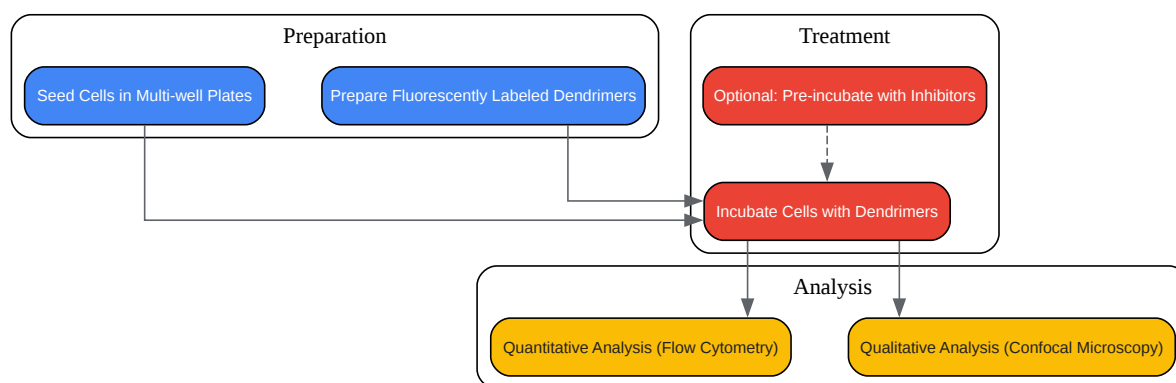 Preparation
Seed Cells in Multi-well Plates
Prepare Fluorescently Labeled Dendrimers
Treatment
Optional: Pre-incubate with Inhibitors
Incubate Cells with Dendrimers
Analysis
Quantitative Analysis (Flow Cytometry)
Qualitative Analysis (Confocal Microscopy)